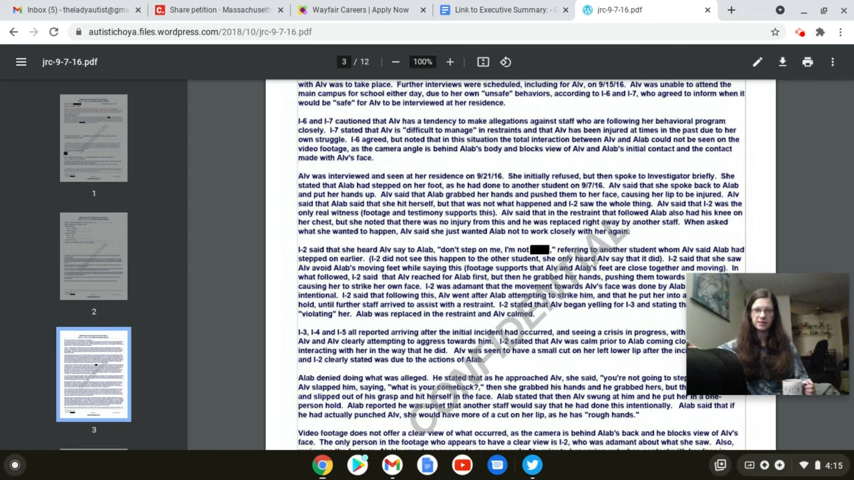 Inbox (54) - theladyautist@gma
Share petition · Massachuset
Wayfair Careers | Apply Now
Link to Executive Summary: - G
jrc-9-7-16.pdf
autistichoya.files.wordpress.com/2018/10/jrc-9-7-16.pdf
jrc-9-7-16.pdf
3 / 12
100%
with Alv was to take place. Further interviews were scheduled, including for Alv, on 9/15/16. Alv was unable to attend the
main campus for school either day, due to her own "unsafe" behaviors, according to I-6 and I-7, who agreed to inform when it
would be "safe" for Alv to be interviewed at her residence.
I-6 and I-7 cautioned that Alv has a tendency to make allegations against staff who are following her behavioral program
closely. I-7 stated that Alv is "difficult to manage" in restraints and that Alv has been injured at times in the past due to her
own struggle. I-6 agreed, but noted that in this situation the total interaction between Alv and Alab could not be seen on the
video footage, as the camera angle is behind Alab's body and blocks view of Alv and Alab's initial contact and the contact
made with Alv's face.
Alv was interviewed and seen at her residence on 9/21/16. She initially refused, but then spoke to Investigator briefly. She
stated that Alab had stepped on her foot, as he had done to another student on 9/7/16. Alv said that she spoke back to Alab
and put her hands up. Alv said that Alab grabbed her hands and pushed them to her face, causing her lip to be injured. Alv
said that Alab said that she hit herself, but that was not what happened and I-2 saw the whole thing. Alv said that I-2 was the
only real witness (footage and testimony supports this). Alv said that in the restraint that followed Alab also had his knee on
her chest, but she noted that there was no injury from this and he was replaced right away by another staff. When asked
what she wanted to happen, Alv said she just wanted Alab not to work closely with her again.
I-2 said that she heard Alv say to Alab, "don't step on me, I'm not ," referring to another student whom Alv said Alab had
stepped on earlier. (I-2 did not see this happen to the other student, she only heard Alv say that it did). I-2 said that she saw
Alv avoid Alab's moving feet while saying this (footage supports that Alv and Alab's feet are close together and moving). In
what followed, I-2 said that Alv reached for Alab first, but then he grabbed her hands, pushing them towards
causing her to strike her own face. I-2 was adamant that the movement towards Alv's face was done by Alab
intentional. I-2 said that following this, Alv went after Alab attempting to strike him, and that he put her into a
hold, until further staff arrived to assist with a restraint. I-2 stated that Alv began yelling for I-3 and stating th
"violating" her. Alab was replaced in the restraint and Alv calmed.
I-3, I-4 and I-5 all reported arriving after the initial incident had occurred, and seeing a crisis in progress, with
and Alv clearly attempting to aggress towards him. I-2 stated that Alv was calm prior to Alab coming clo
interacting with her in the way that he did. Alv was seen to have a small cut on her left lower lip after the inc
and I-2 clearly stated was due to the actions of Alab.
Alab denied doing what was alleged. He stated that as he approached Alv, she said, "you're not going to step
Alv slapped him, saying, "what is your comeback?," then she grabbed his hands and he grabbed hers, but th
and slipped out of his grasp and hit herself in the face. Alab stated that Alv then swung at him and he put her in a one-
person hold. Alab reported he was upset that another staff would say that he had done this intentionally. Alab said that if
he had actually punched Alv, she would have more of a cut on her lip, as he has "rough hands."
Video footage does not offer a clear view of what occurred, as the camera is behind Alab's back and he blocks view of Alv's
face. The only person in the footage who appears to have a clear view is I-2, who was adamant about what she saw. Also,
CONFIDENTIAL
1
2
3
4:15